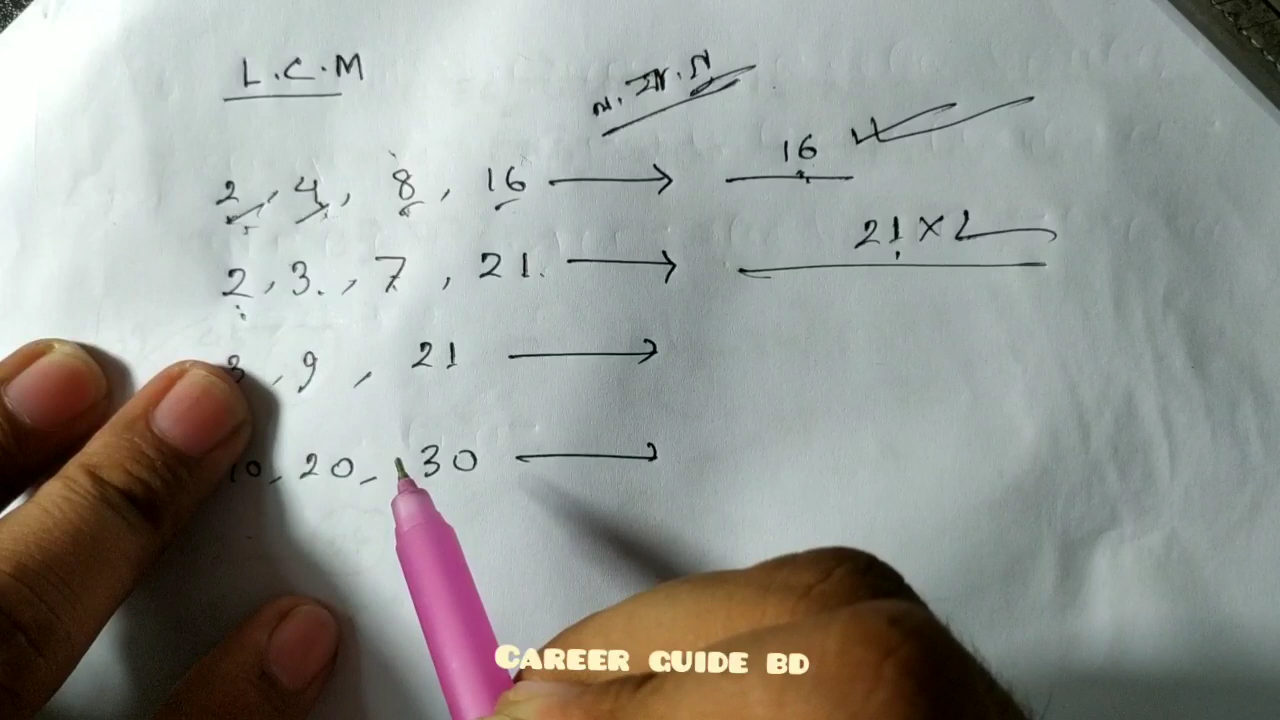 L.C.M
ল.সা.গু
2, 4, 8, 16 → 16
2, 3, 7, 21 → 21×2
3, 9, 21 →
10, 20, 30 →
CAREER GUIDE BD